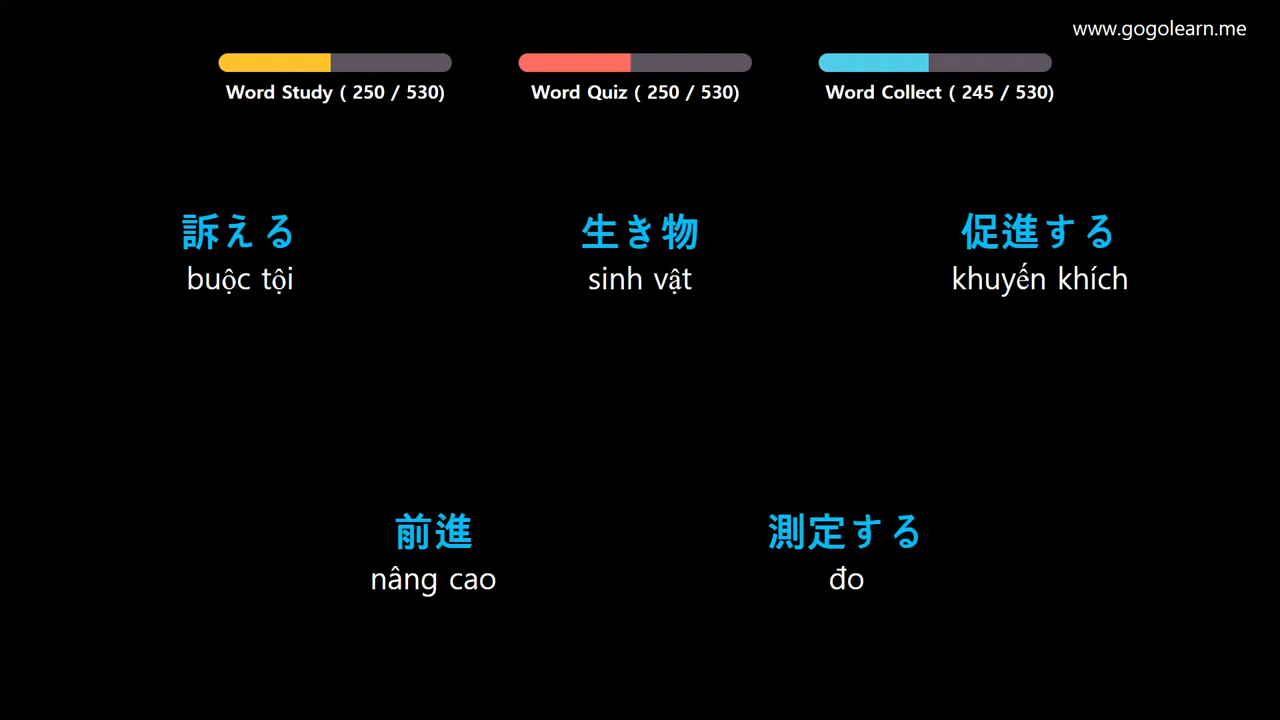 www.gogolearn.me
Word Study ( 250 / 530)
Word Quiz ( 250 / 530)
Word Collect ( 245 / 530)
訴える
buộc tội
生き物
sinh vật
促進する
khuyến khích
前進
nâng cao
測定する
đo